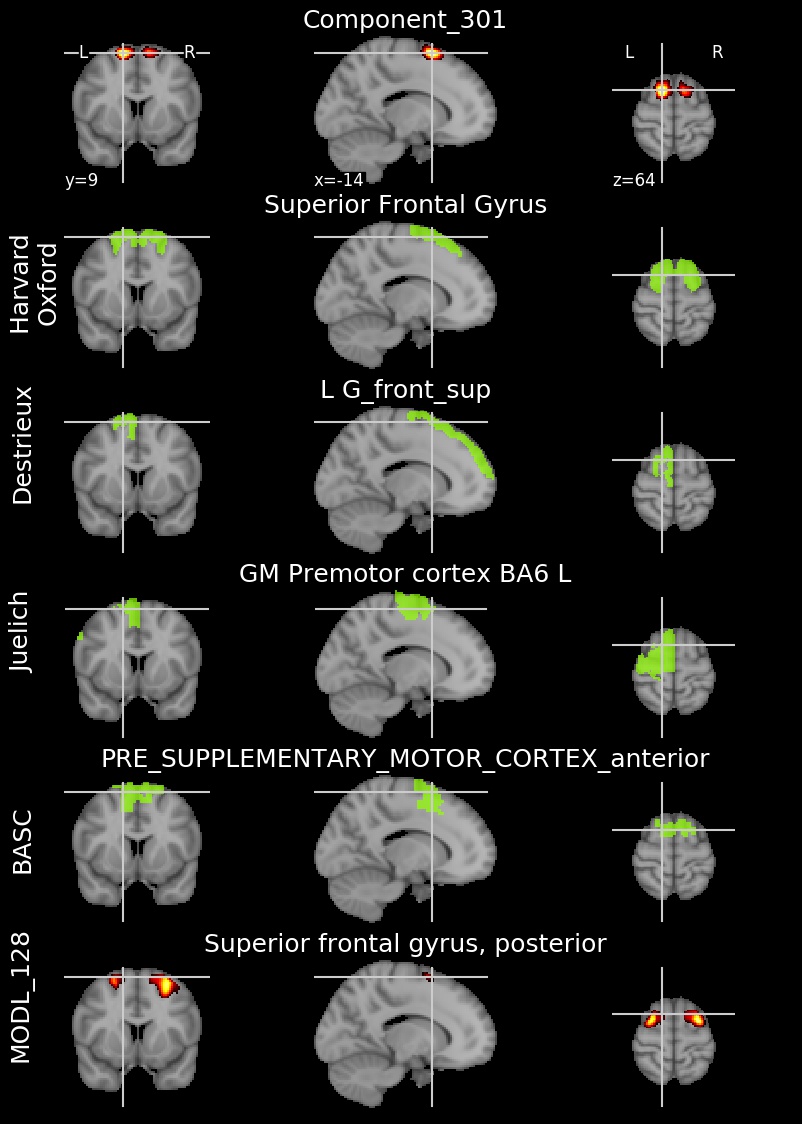 Component_301
L R
L R
y=9
x=-14
z=64
Superior Frontal Gyrus
Harvard
Oxford
L G_front_sup
Destrieux
GM Premotor cortex BA6 L
Juelich
PRE_SUPPLEMENTARY_MOTOR_CORTEX_anterior
BASC
Superior frontal gyrus, posterior
MODL_128